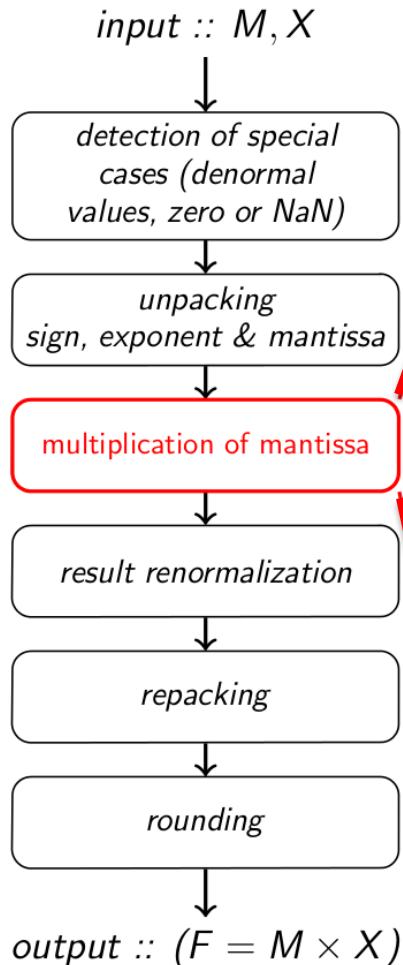 input :: M, X
detection of special
cases (denormal
values, zero or NaN)
unpacking
sign, exponent & mantissa
multiplication of mantissa
result renormalization
repacking
rounding
output :: (F = M × X)